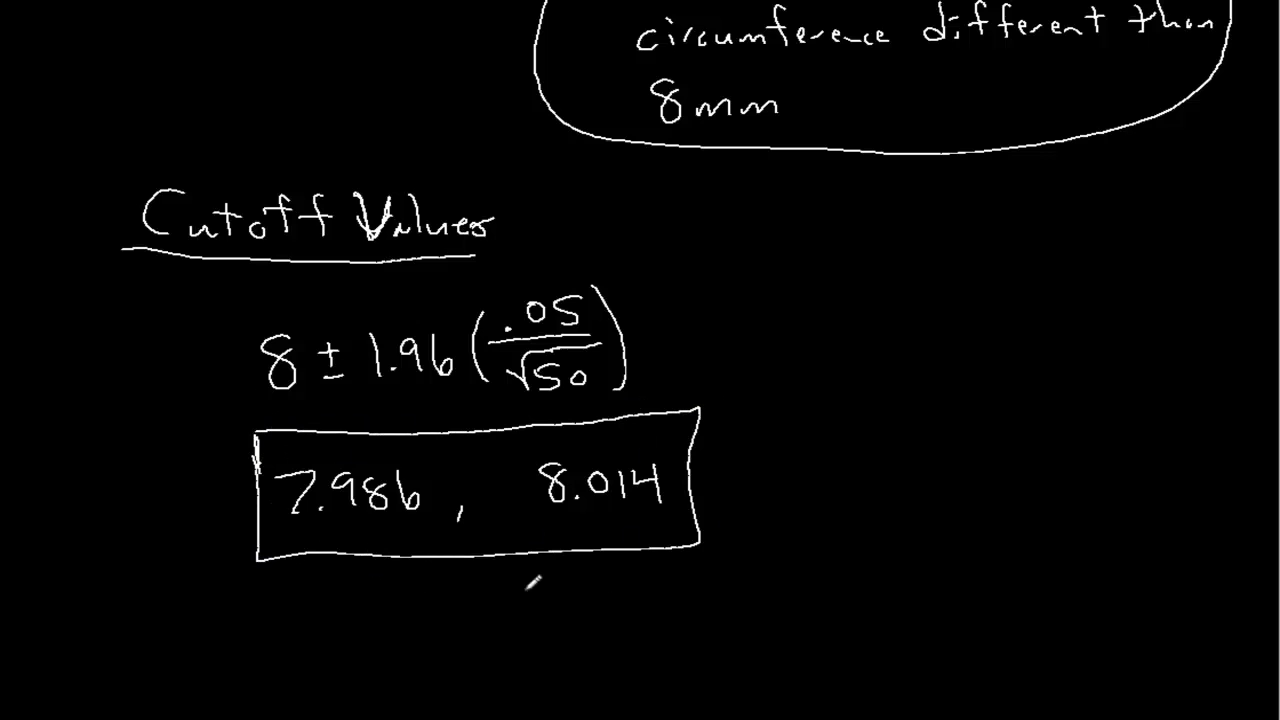 circumference different than
8mm
Cutoff Values
8 ± 1.96 (.05/√50)
7.986, 8.014